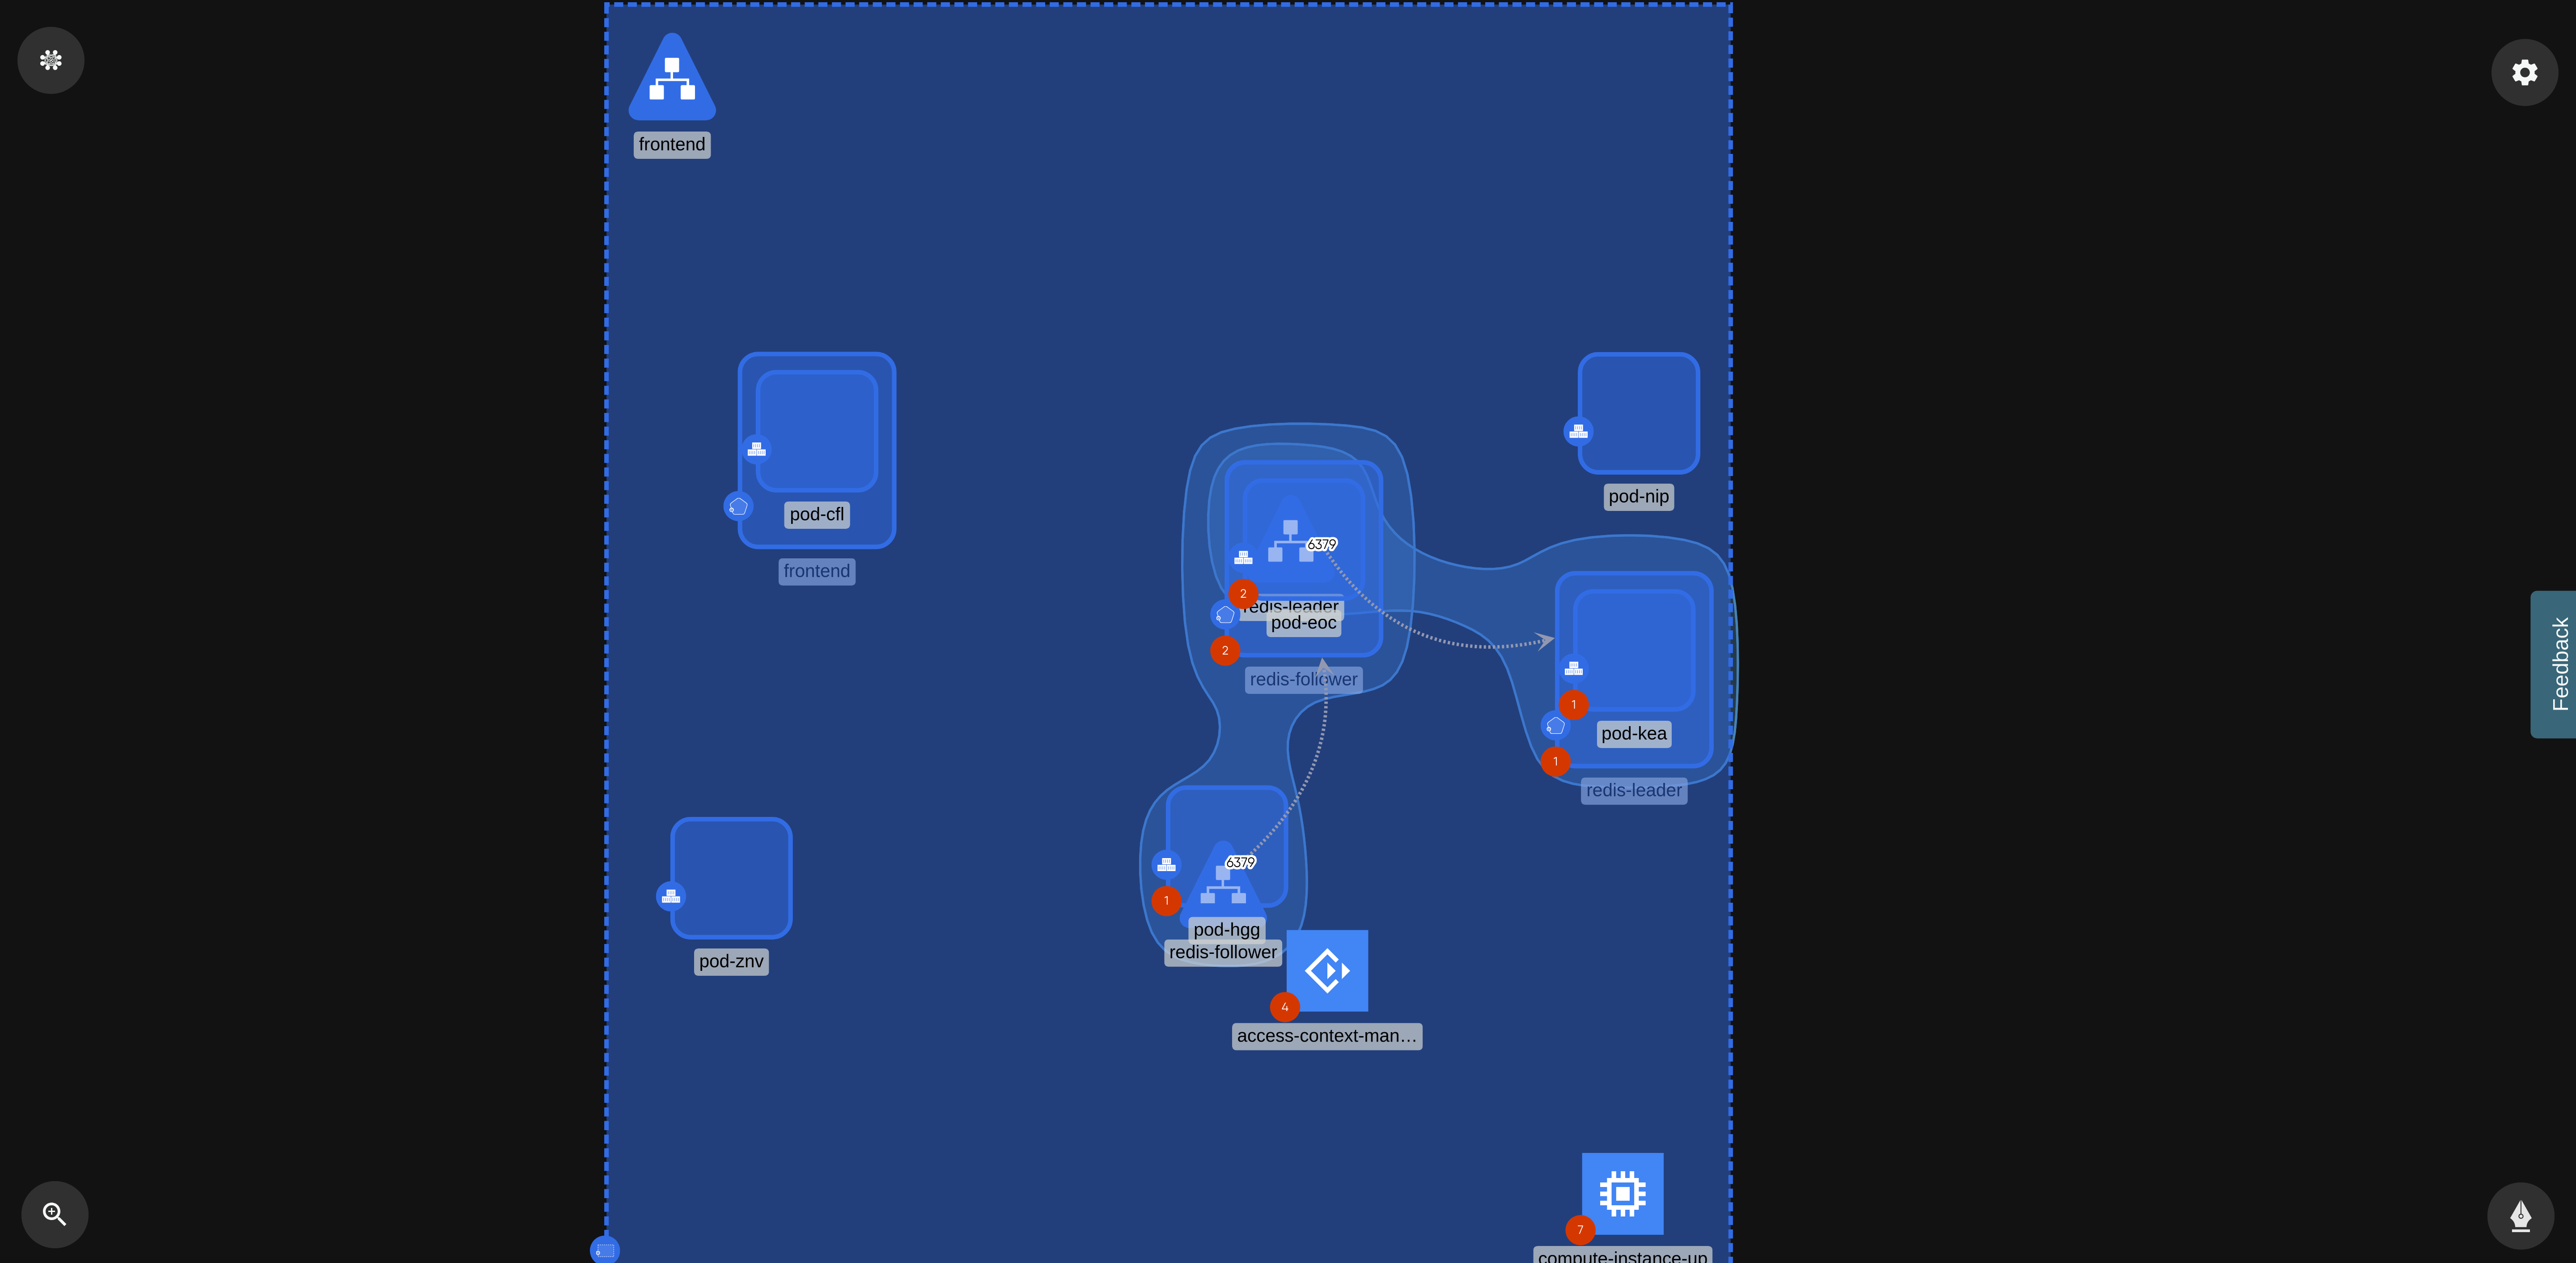 frontend
pod-cfl
frontend
pod-nip
6379
2
redis-leader
pod-eoc
2
redis-follower
1
pod-kea
1
redis-leader
6379
1
pod-hgg
redis-follower
pod-znv
4
access-context-man…
7
compute-instance-up
Feedback